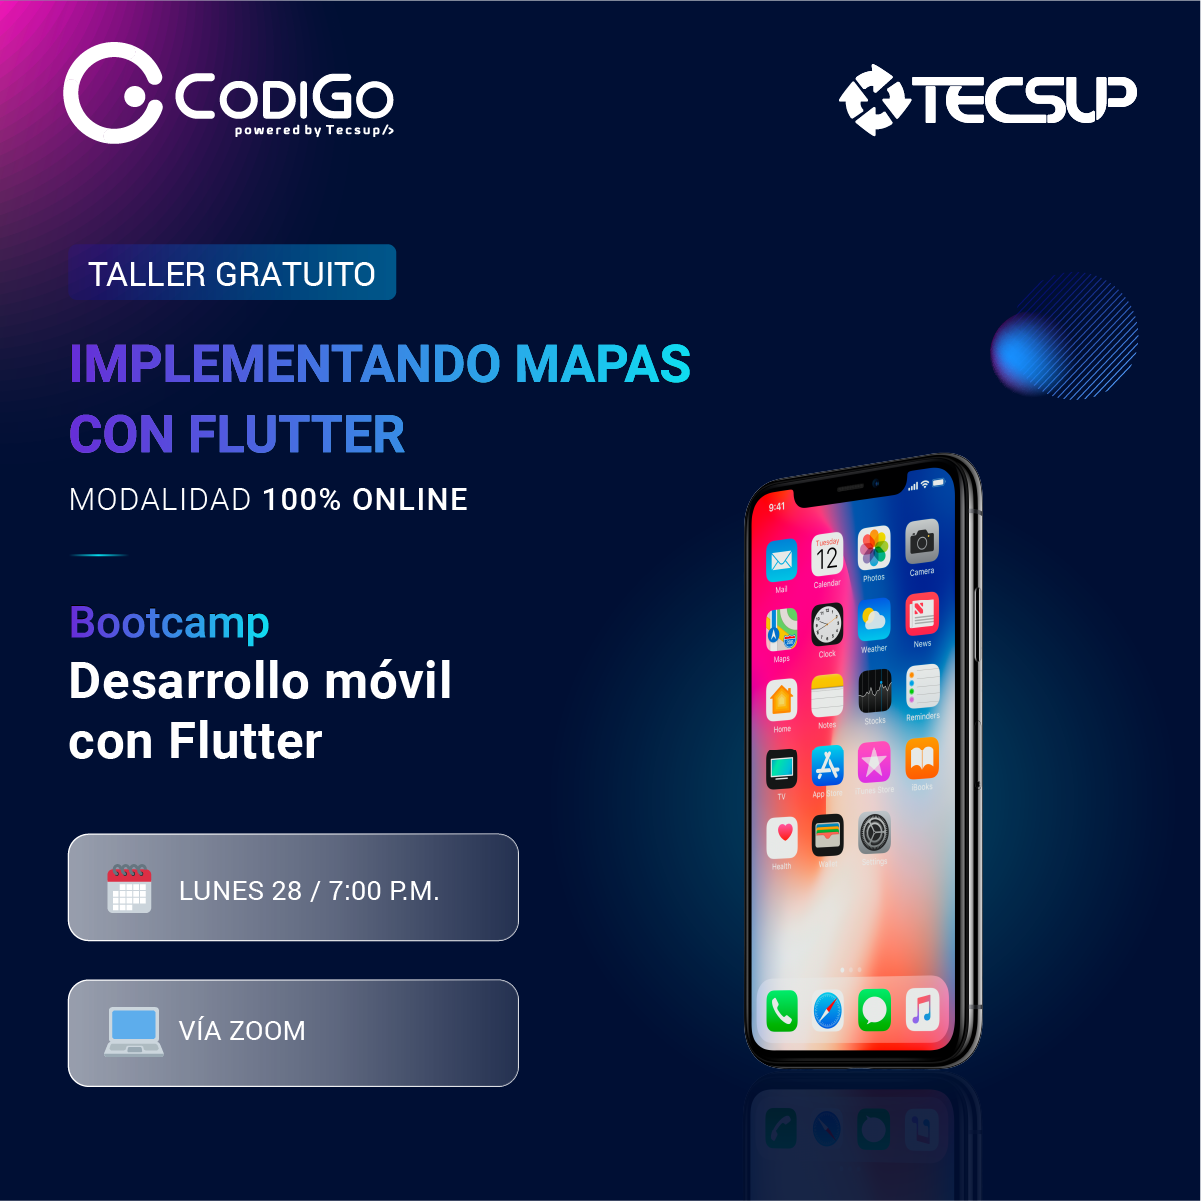 CODIGO
powered by Tecsup/>
TECSUP
TALLER GRATUITO
IMPLEMENTANDO MAPAS
CON FLUTTER
MODALIDAD 100% ONLINE
Bootcamp
Desarrollo móvil
con Flutter
LUNES 28 / 7:00 P.M.
VÍA ZOOM
9:41
Tuesday
12
Mail
Calendar
Photos
Camera
Maps
Clock
Weather
News
Home
Notes
Stocks
Reminders
TV
App Store
iTunes Store
iBooks
Health
Wallet
Settings